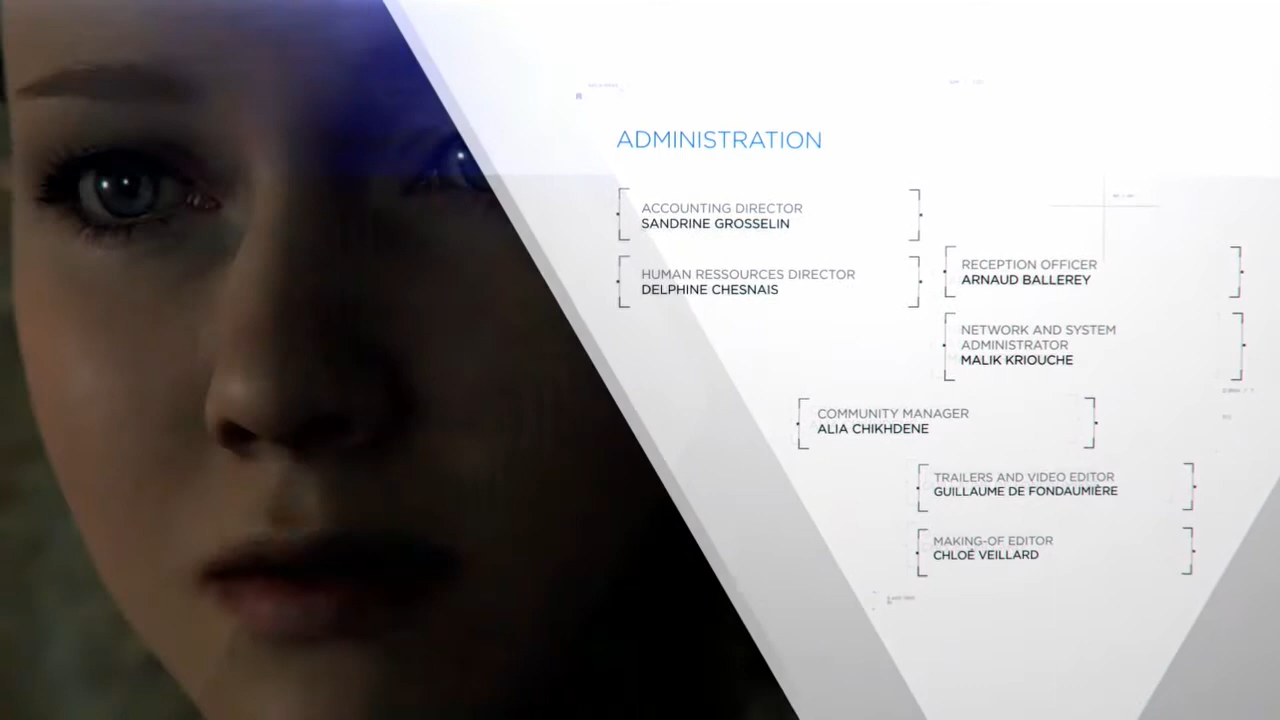 ADMINISTRATION
ACCOUNTING DIRECTOR
SANDRINE GROSSELIN
HUMAN RESSOURCES DIRECTOR
DELPHINE CHESNAIS
RECEPTION OFFICER
ARNAUD BALLEREY
NETWORK AND SYSTEM
ADMINISTRATOR
MALIK KRIOUCHE
COMMUNITY MANAGER
ALIA CHIKHDENE
TRAILERS AND VIDEO EDITOR
GUILLAUME DE FONDAUMIÈRE
MAKING-OF EDITOR
CHLOÉ VEILLARD